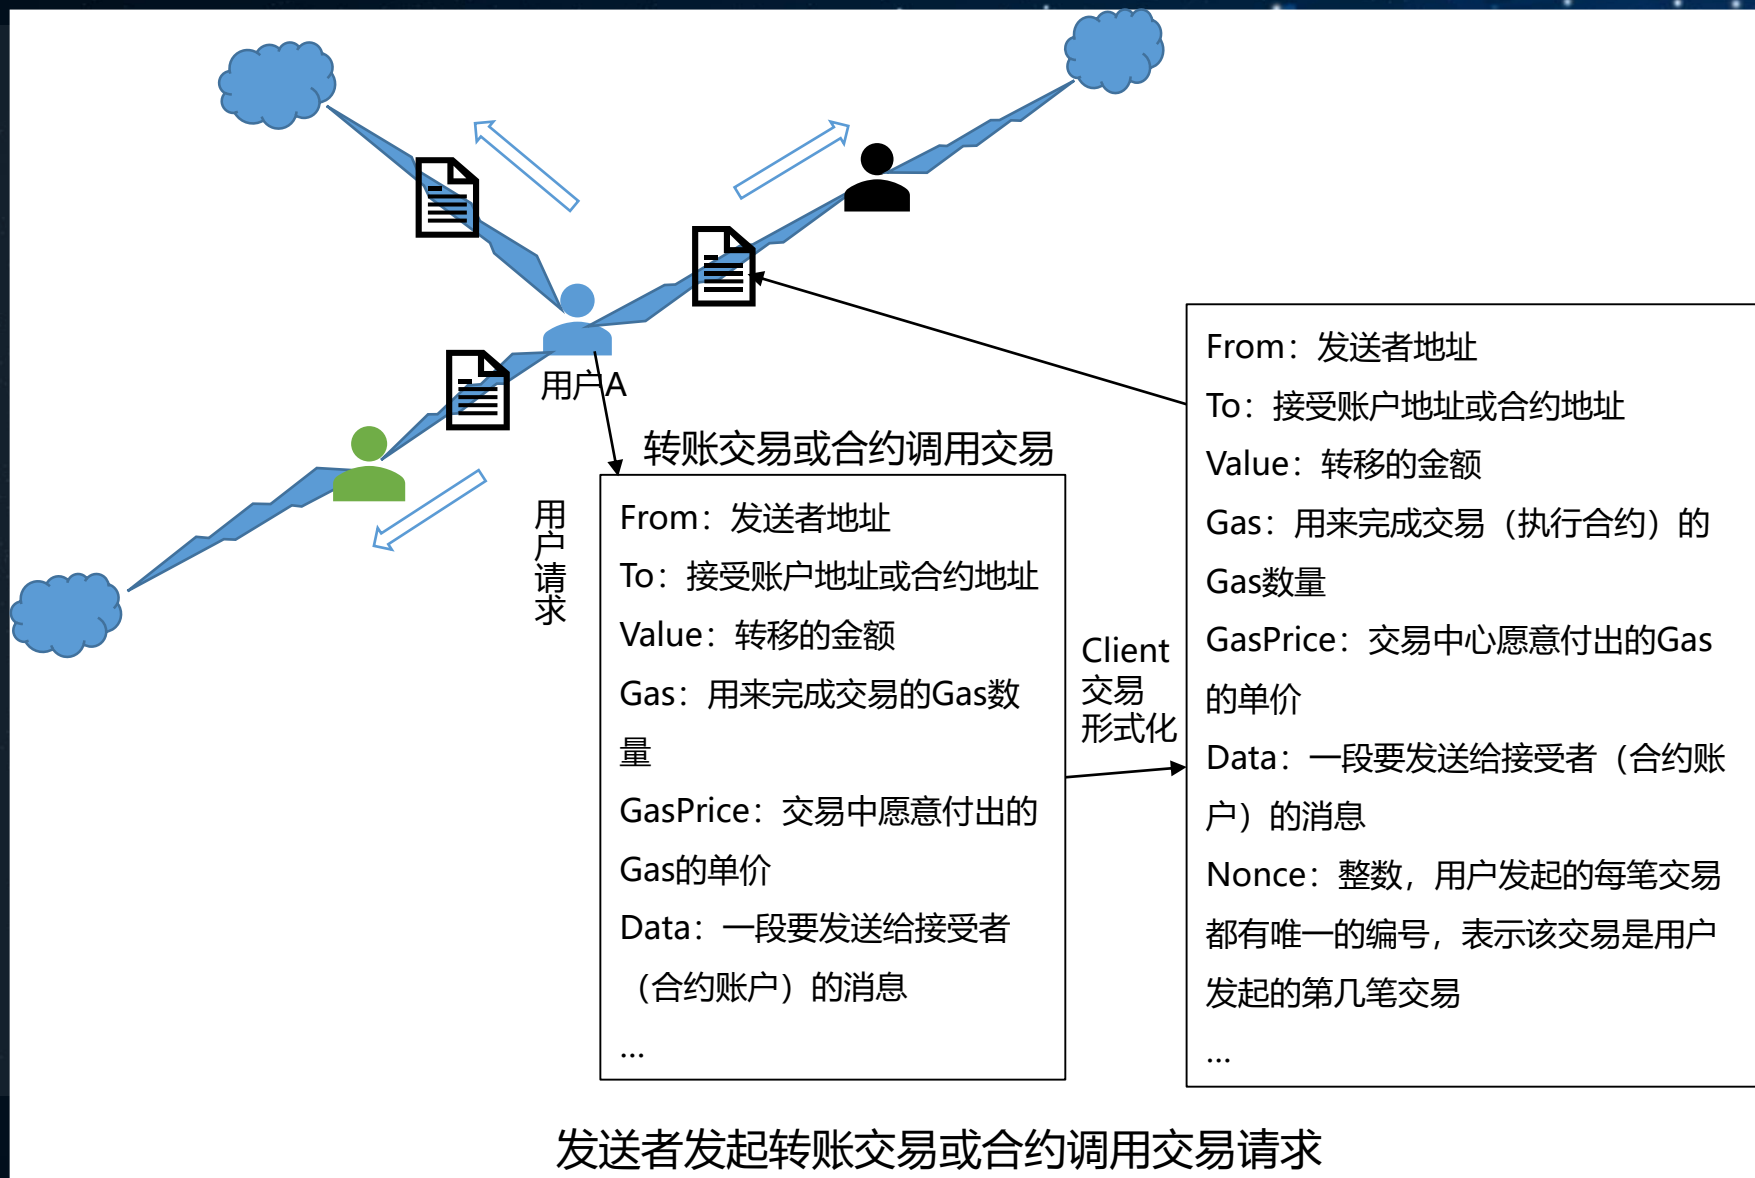 用户A
转账交易或合约调用交易
用户请求
From：发送者地址
To：接受账户地址或合约地址
Value：转移的金额
Gas：用来完成交易的Gas数
量
GasPrice：交易中愿意付出的
Gas的单价
Data：一段要发送给接受者
（合约账户）的消息
...
Client
交易
形式化
From：发送者地址
To：接受账户地址或合约地址
Value：转移的金额
Gas：用来完成交易（执行合约）的
Gas数量
GasPrice：交易中心愿意付出的Gas
的单价
Data：一段要发送给接受者（合约账
户）的消息
Nonce：整数，用户发起的每笔交易
都有唯一的编号，表示该交易是用户
发起的第几笔交易
...
发送者发起转账交易或合约调用交易请求